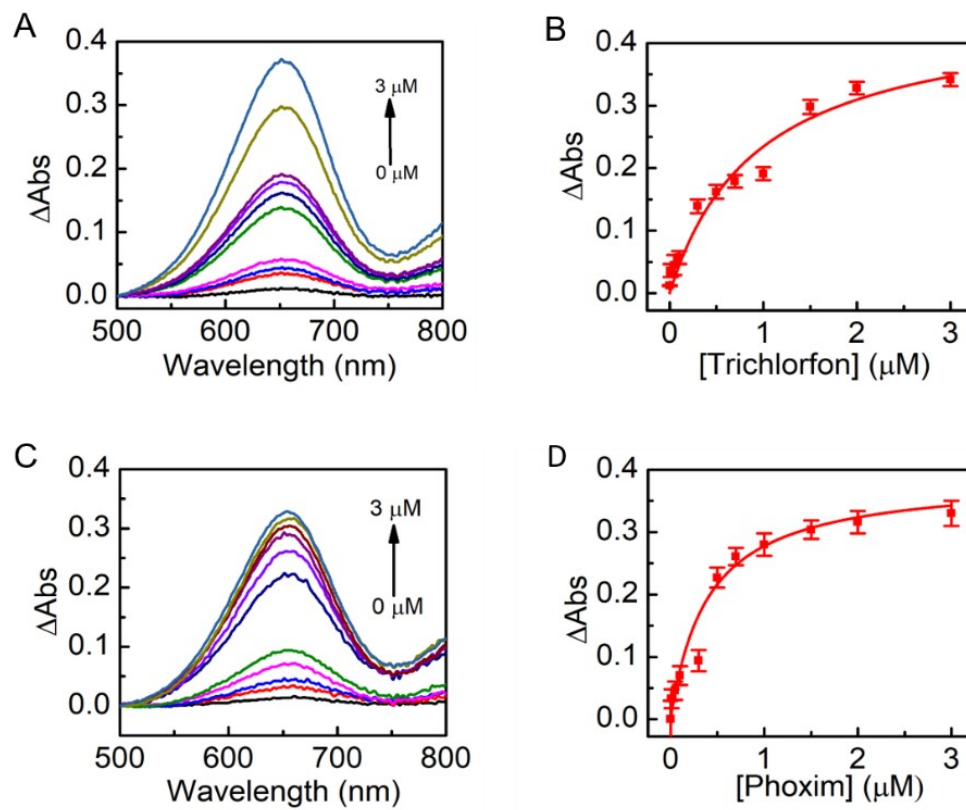 A
0.4
0.3
0.2
0.1
0.0
ΔAbs
3 μM
0 μM
500 600 700 800
Wavelength (nm)
B
0.4
0.3
0.2
0.1
0.0
ΔAbs
0 1 2 3
[Trichlorfon] (μM)
C
0.4
0.3
0.2
0.1
0.0
ΔAbs
3 μM
0 μM
500 600 700 800
Wavelength (nm)
D
0.4
0.3
0.2
0.1
0.0
ΔAbs
0 1 2 3
[Phoxim] (μM)